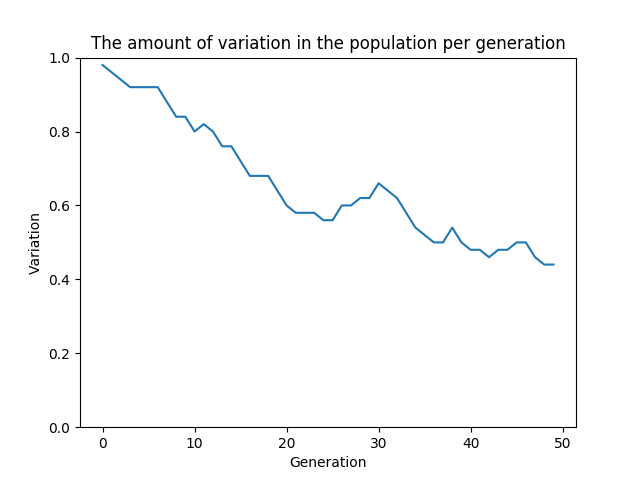 The amount of variation in the population per generation
1.0
0.8
0.6
0.4
0.2
0.0
Variation
0 10 20 30 40 50
Generation